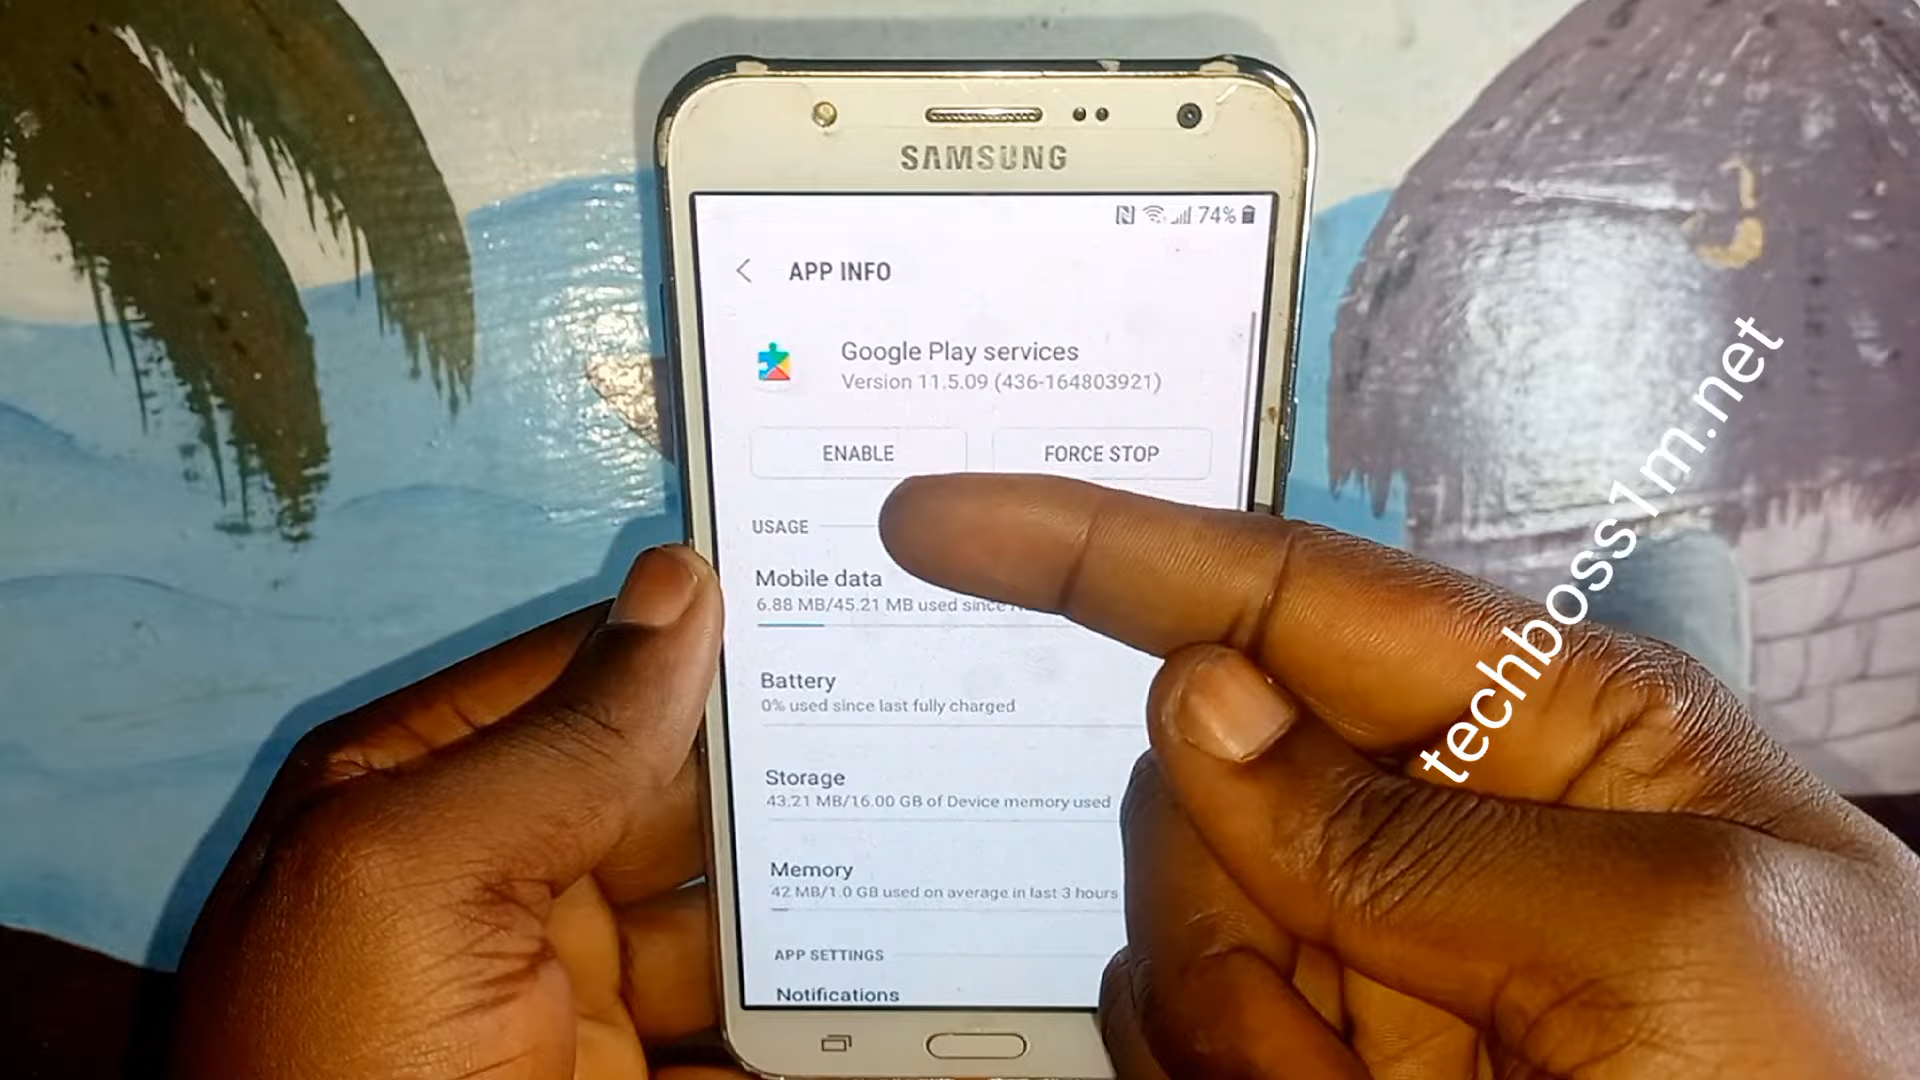 SAMSUNG
74%
APP INFO
Google Play services
Version 11.5.09 (436-164803921)
ENABLE
FORCE STOP
USAGE
Mobile data
6.88 MB/45.21 MB used since
Battery
0% used since last fully charged
Storage
43.21 MB/16.00 GB of Device memory used
Memory
42 MB/1.0 GB used on average in last 3 hours
APP SETTINGS
Notifications
techboss1m.net